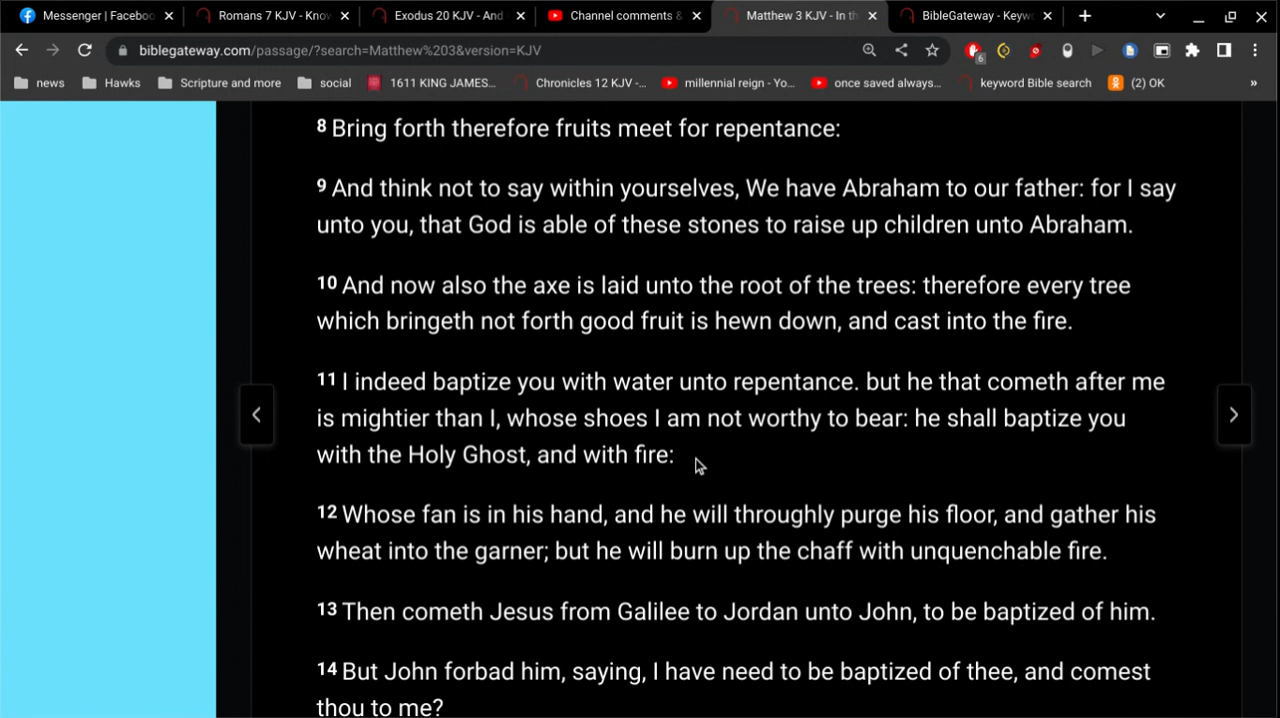 Messenger | Faceboo
Romans 7 KJV - Know
Exodus 20 KJV - And
Channel comments &
Matthew 3 KJV - In th
BibleGateway - Keyw
biblegateway.com/passage/?search=Matthew%203&version=KJV
6
news
Hawks
Scripture and more
social
1611 KING JAMES...
Chronicles 12 KJV -...
millennial reign - Yo...
once saved always...
keyword Bible search
(2) OK
»
8 Bring forth therefore fruits meet for repentance:
9 And think not to say within yourselves, We have Abraham to our father: for I say
unto you, that God is able of these stones to raise up children unto Abraham.
10 And now also the axe is laid unto the root of the trees: therefore every tree
which bringeth not forth good fruit is hewn down, and cast into the fire.
11 I indeed baptize you with water unto repentance. but he that cometh after me
is mightier than I, whose shoes I am not worthy to bear: he shall baptize you
with the Holy Ghost, and with fire:
12 Whose fan is in his hand, and he will throughly purge his floor, and gather his
wheat into the garner; but he will burn up the chaff with unquenchable fire.
13 Then cometh Jesus from Galilee to Jordan unto John, to be baptized of him.
14 But John forbad him, saying, I have need to be baptized of thee, and comest
thou to me?